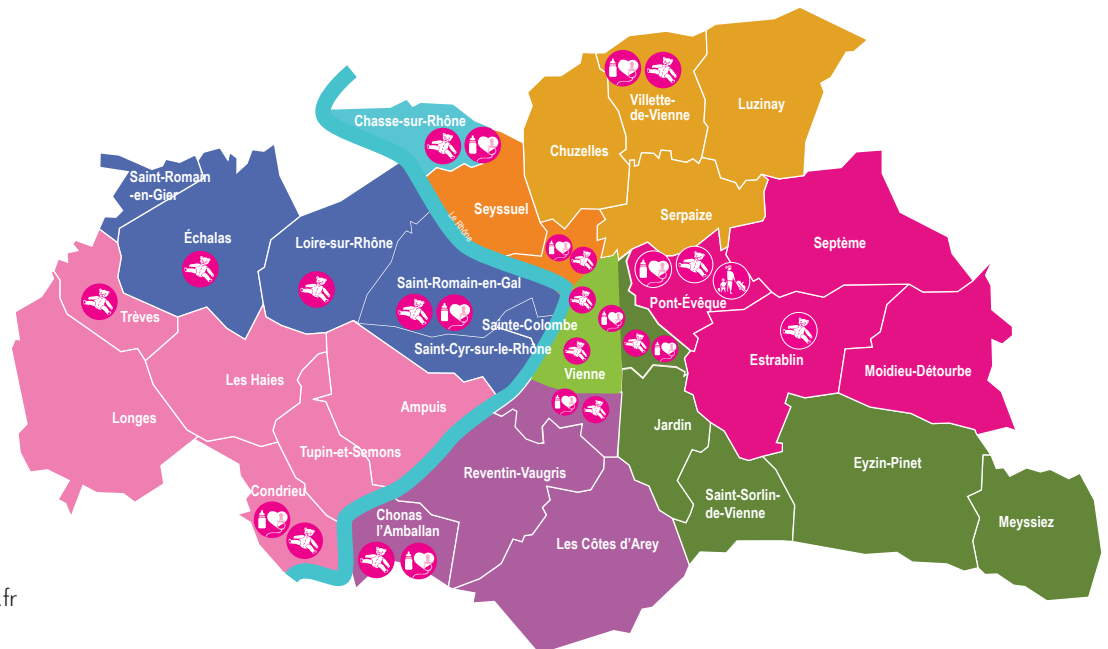 Villette-
de-Vienne
Luzinay
Chasse-sur-Rhône
Chuzelles
Saint-Romain
-en-Gier
Seyssuel
Serpaize
Le Rhône
Échalas
Loire-sur-Rhône
Septème
Saint-Romain-en-Gal
Pont-Évêque
Trèves
Sainte-Colombe
Saint-Cyr-sur-le-Rhône
Estrablin
Vienne
Moidieu-Détourbe
Les Haies
Ampuis
Longes
Jardin
Tupin-et-Semons
Reventin-Vaugris
Eyzin-Pinet
Condrieu
Saint-Sorlin-
de-Vienne
Chonas
l'Amballan
Meyssiez
Les Côtes d'Arey
.fr